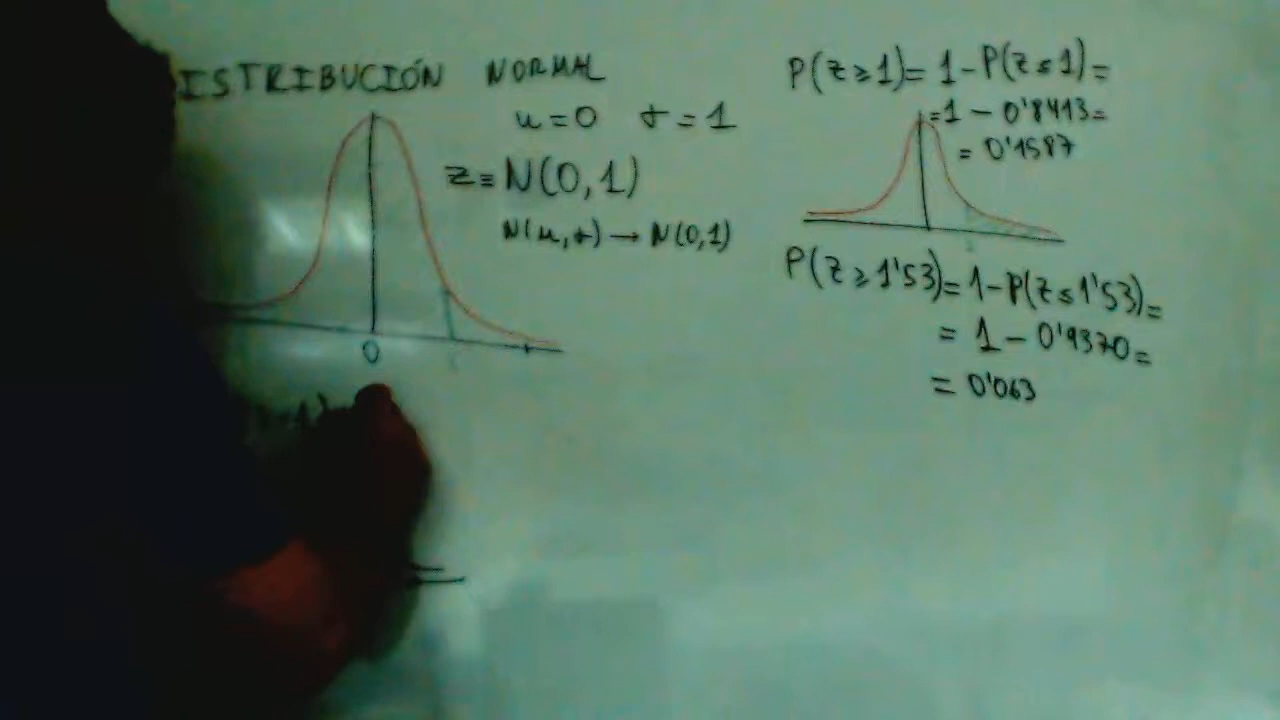 ISTRIBUCIÓN NORMAL
u=0 σ=1
z≡N(0,1)
N(u,σ)→N(0,1)
0
=
P(z≥1)=1-P(z≤1)=
=1-0'8413=
=0'1587
P(z≥1'53)=1-P(z≤1'53)=
=1-0'9370=
=0'063